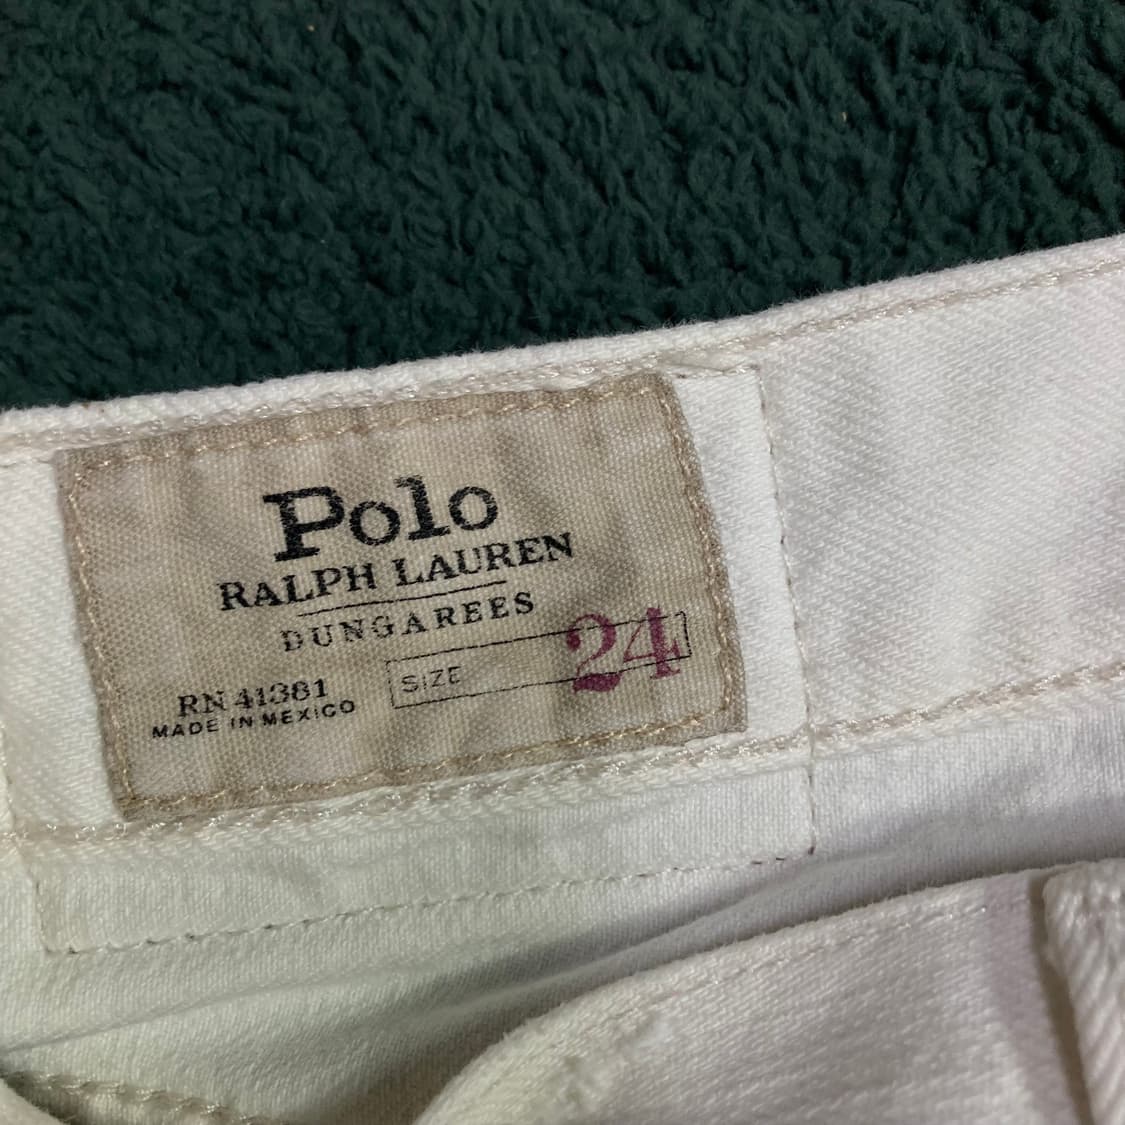 Polo
RALPH LAUREN
DUNGAREES
SIZE 24
RN 41381
MADE IN MEXICO